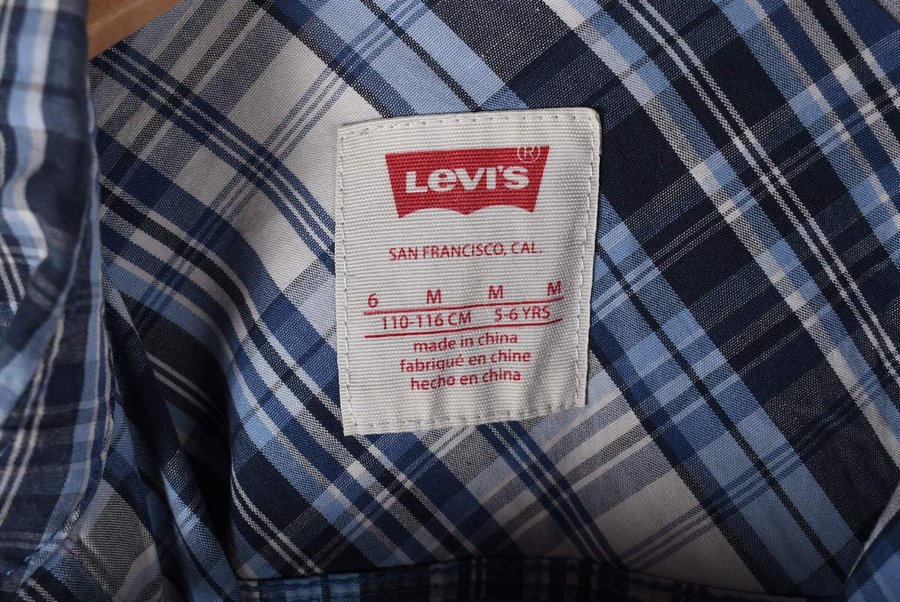 LEVI'S ®
SAN FRANCISCO, CAL.
6 M M M
110-116 CM 5-6 YRS
made in china
fabriqué en chine
hecho en china